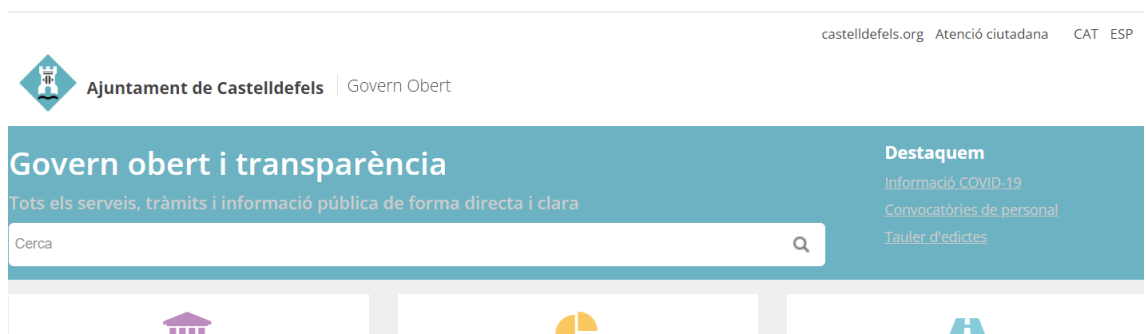 castelldefels.org Atenció ciutadana CAT ESP
Ajuntament de Castelldefels Govern Obert
Govern obert i transparència
Tots els serveis, tràmits i informació pública de forma directa i clara
Cerca
Destaquem
Informació COVID-19
Convocatòries de personal
Tauler d'edictes